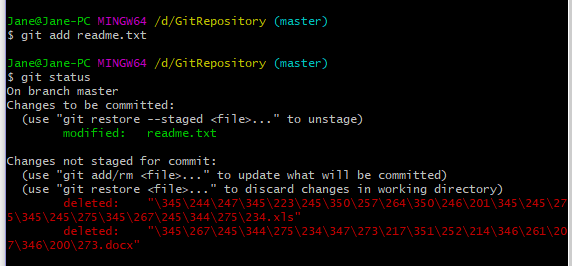 Jane@Jane-PC MINGW64 /d/GitRepository (master)
$ git add readme.txt
Jane@Jane-PC MINGW64 /d/GitRepository (master)
$ git status
On branch master
Changes to be committed:
(use "git restore --staged <file>..." to unstage)
modified:   readme.txt
Changes not staged for commit:
(use "git add/rm <file>..." to update what will be committed)
(use "git restore <file>..." to discard changes in working directory)
deleted:    "\345\244\247\345\223\245\350\257\264\350\246\201\345\245\27
5\345\245\275\345\267\245\344\275\234.xls"
deleted:    "\345\267\245\344\275\234\347\273\217\351\252\214\346\261\20
7\346\200\273.docx"